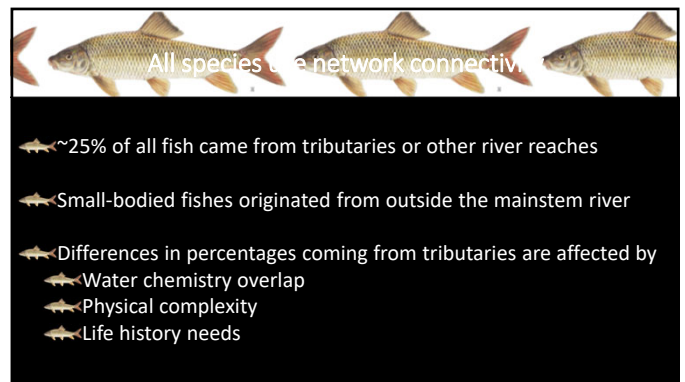 All species use network connectivity
~25% of all fish came from tributaries or other river reaches
Small-bodied fishes originated from outside the mainstem river
Differences in percentages coming from tributaries are affected by
Water chemistry overlap
Physical complexity
Life history needs